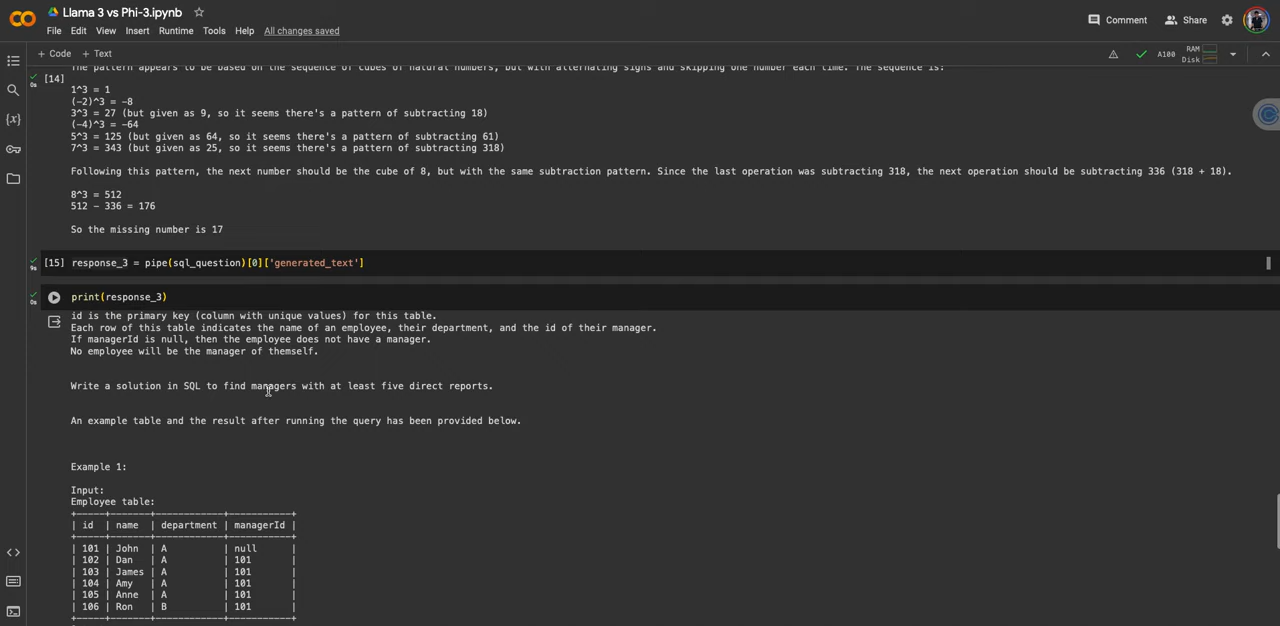 Llama 3 vs Phi-3.ipynb
Comment
Share
File Edit View Insert Runtime Tools Help All changes saved
+ Code + Text
A100
RAM
Disk
The pattern appears to be based on the sequence of cubes of natural numbers, but with alternating signs and skipping one number each time. The sequence is:
[14]
0s
1^3 = 1
(-2)^3 = -8
3^3 = 27 (but given as 9, so it seems there's a pattern of subtracting 18)
(-4)^3 = -64
5^3 = 125 (but given as 64, so it seems there's a pattern of subtracting 61)
7^3 = 343 (but given as 25, so it seems there's a pattern of subtracting 318)
Following this pattern, the next number should be the cube of 8, but with the same subtraction pattern. Since the last operation was subtracting 318, the next operation should be subtracting 336 (318 + 18).
8^3 = 512
512 - 336 = 176
So the missing number is 17
[15] response_3 = pipe(sql_question)[0]['generated_text']
9s
print(response_3)
0s
id is the primary key (column with unique values) for this table.
Each row of this table indicates the name of an employee, their department, and the id of their manager.
If managerId is null, then the employee does not have a manager.
No employee will be the manager of themself.
Write a solution in SQL to find managers with at least five direct reports.
An example table and the result after running the query has been provided below.
Example 1:
Input:
Employee table:
+-----+-------+------------+-----------+
| id | name | department | managerId |
+-----+-------+------------+-----------+
| 101 | John | A | null |
| 102 | Dan | A | 101 |
| 103 | James | A | 101 |
| 104 | Amy | A | 101 |
| 105 | Anne | A | 101 |
| 106 | Ron | B | 101 |
+-----+-------+------------+-----------+